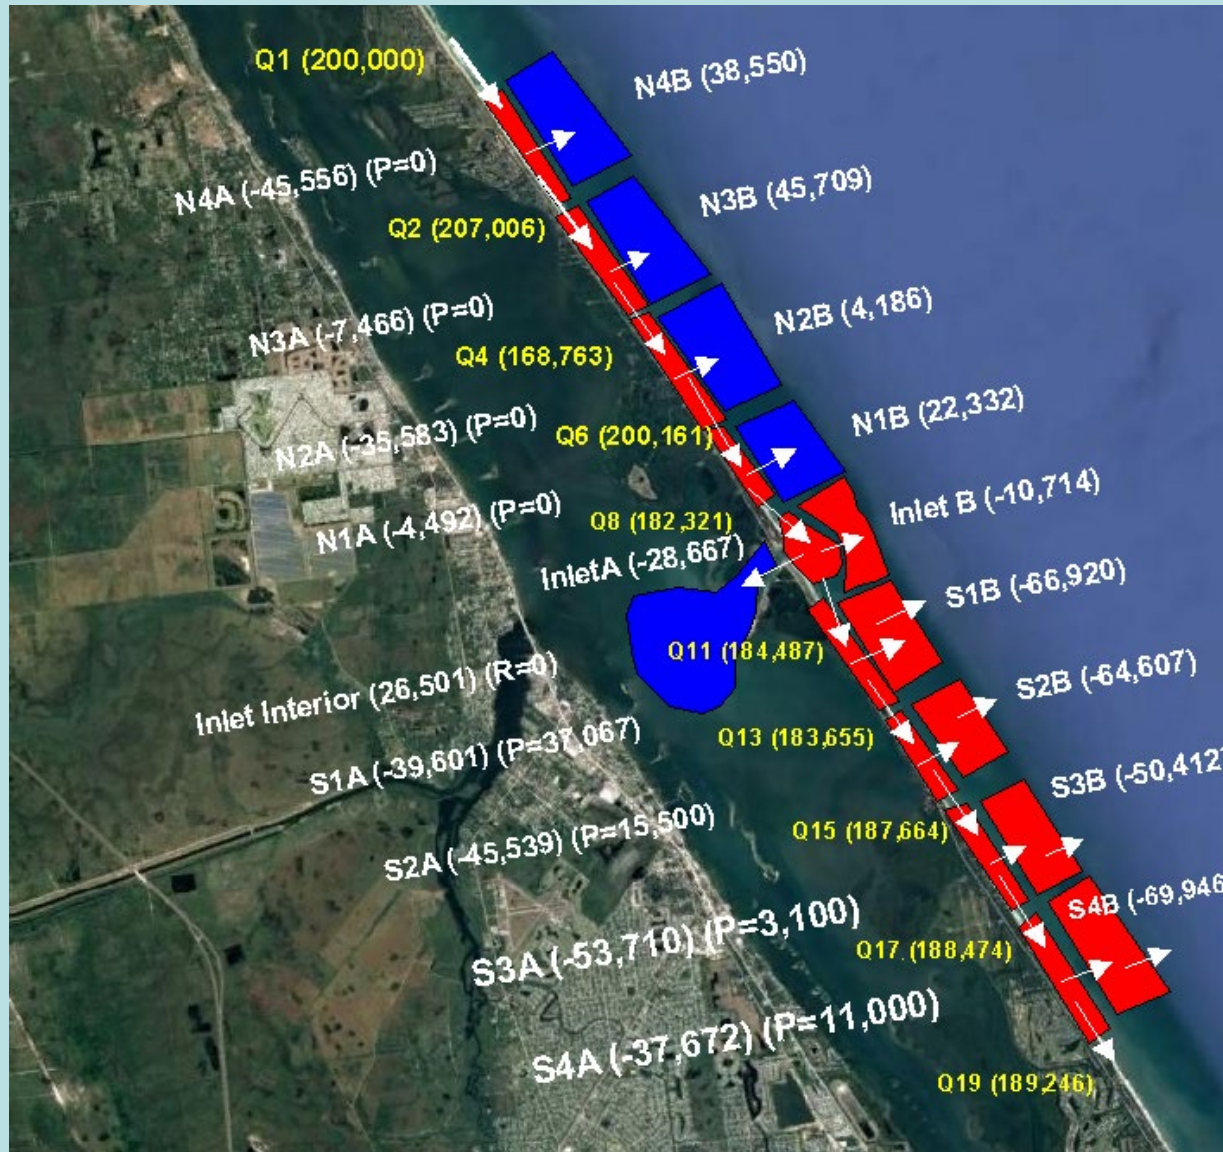 Q1 (200,000)
N4B (38,550)
N4A (-45,556) (P=0)
N3B (45,709)
Q2 (207,006)
N3A (-7,466) (P=0)
N2B (4,186)
Q4 (168,763)
N2A (-35,583) (P=0)
Q6 (200,161)
N1B (22,332)
N1A (-4,492) (P=0)
Q8 (182,321)
Inlet B (-10,714)
InletA (-28,667)
S1B (-66,920)
Inlet Interior (26,501) (R=0)
Q11 (184,487)
S2B (-64,607)
S1A (-39,601) (P=37,067)
Q13 (183,655)
S3B (-50,412)
S2A (-45,539) (P=15,500)
Q15 (187,664)
S4B (-69,946
S3A (-53,710) (P=3,100)
Q17 (188,474)
S4A (-37,672) (P=11,000)
Q19 (189,246)